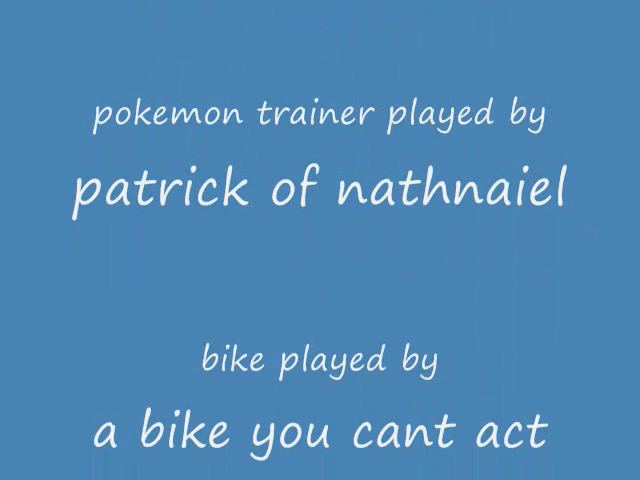 pokemon trainer played by
patrick of nathnaiel
bike played by
a bike you cant act